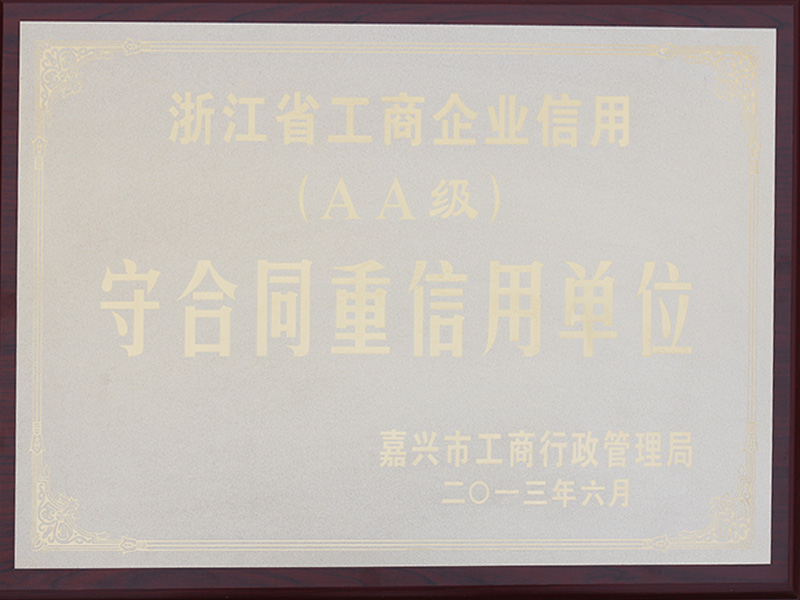 浙江省工商企业信用
(AA级)
守合同重信用单位
嘉兴市工商行政管理局
二〇一三年六月